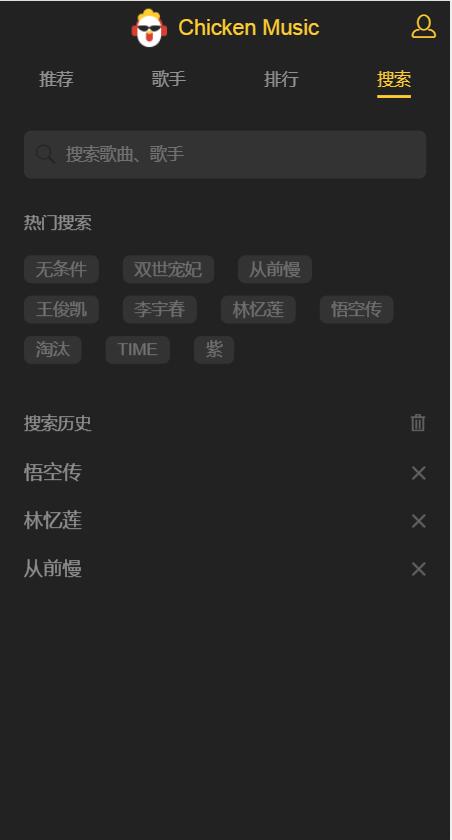 Chicken Music
推荐 歌手 排行 搜索
搜索歌曲、歌手
热门搜索
无条件 双世宠妃 从前慢
王俊凯 李宇春 林忆莲 悟空传
淘汰 TIME 紫
搜索历史
悟空传
林忆莲
从前慢